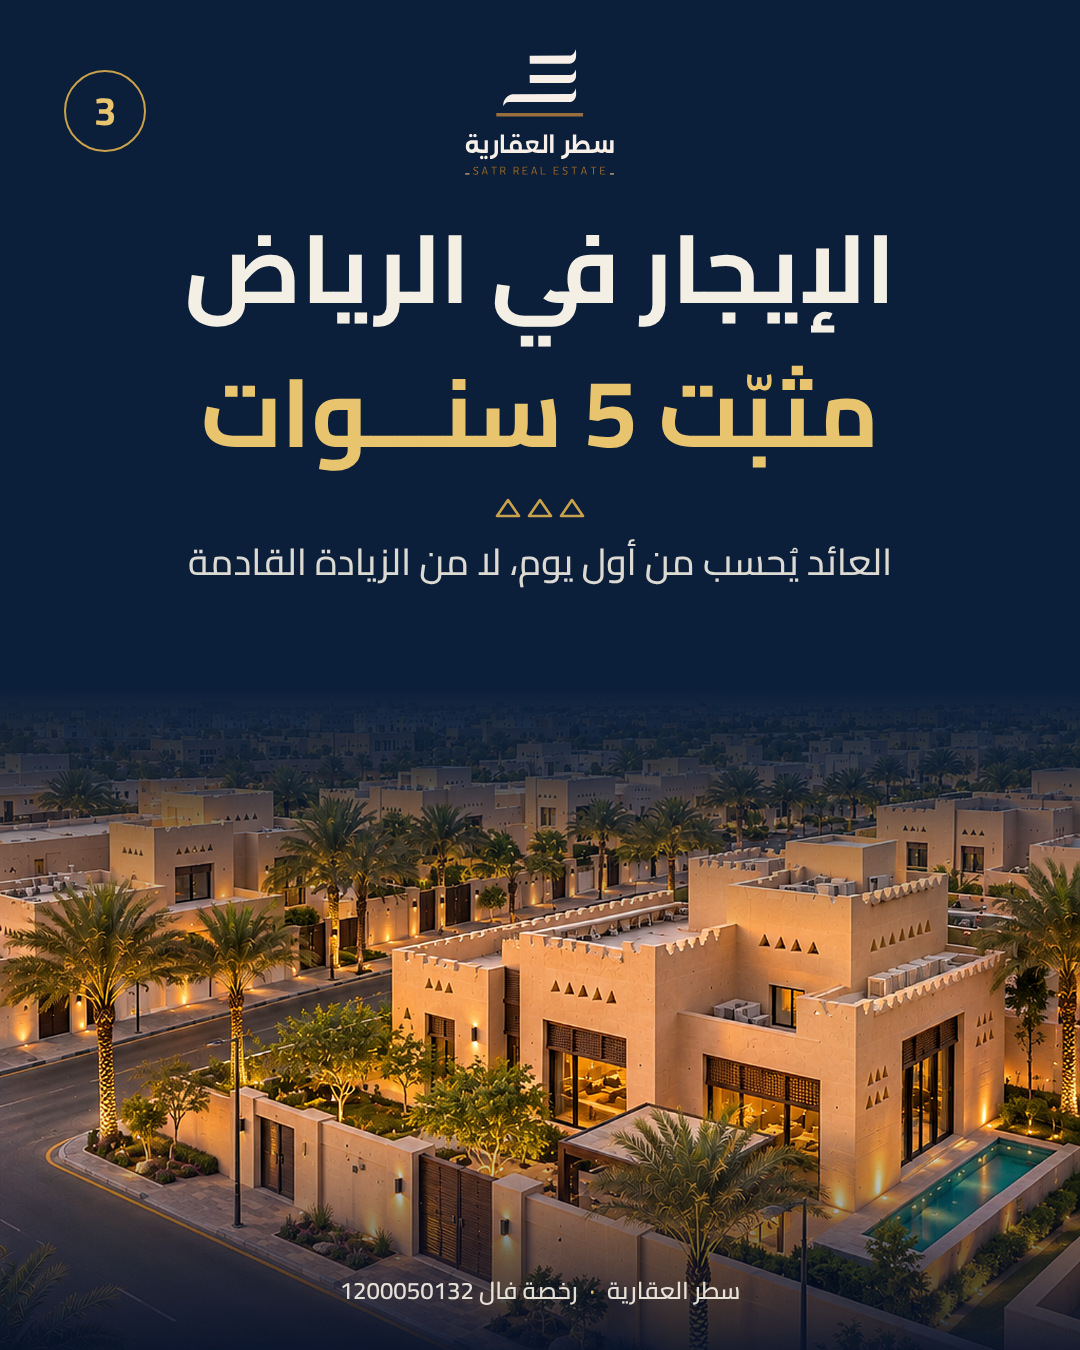 3
سطر العقارية
SATR REAL ESTATE
الإيجار في الرياض
مثبّت 5 سنـــوات
العائد يُحسب من أول يوم، لا من الزيادة القادمة
سطر العقارية · رخصة فال 1200050132